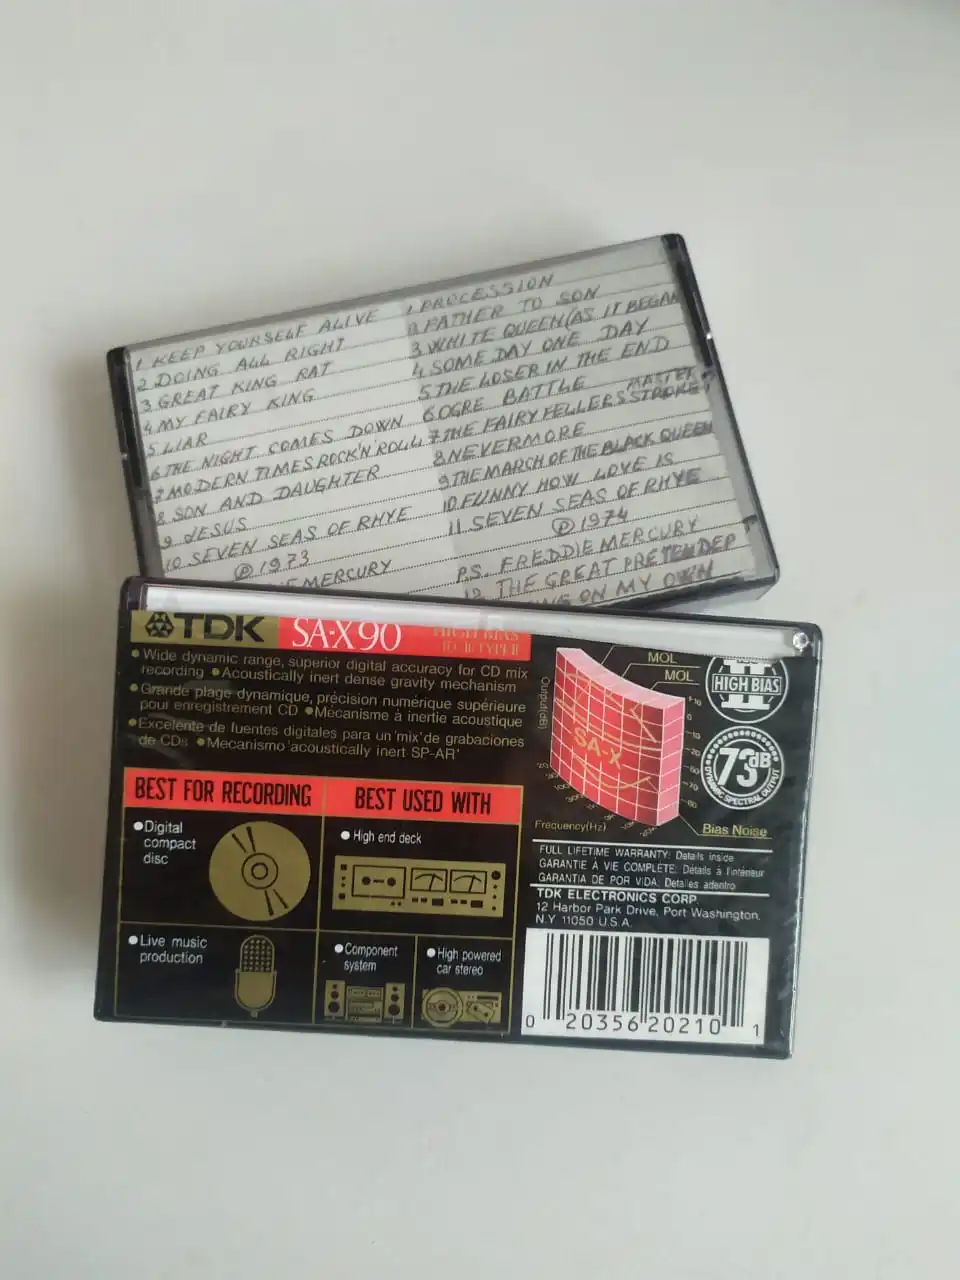 1 KEEP YOURSELF ALIVE
2 DOING ALL RIGHT
3 GREAT KING RAT
4 MY FAIRY KING
5 LIAR
6 THE NIGHT COMES DOWN
7 MODERN TIMES ROCK'N'ROLL
8 SON AND DAUGHTER
9 JESUS
10 SEVEN SEAS OF RHYE
℗ 1973
MERCURY
1 PROCESSION
2 FATHER TO SON
3 WHITE QUEEN (AS IT BEGAN
4 SOME DAY ONE DAY
5 THE LOSER IN THE END
6 OGRE BATTLE
7 THE FAIRY FELLERS MASTER STROKE
8 NEVERMORE
9 THE MARCH OF THE BLACK QUEEN
10 FUNNY HOW LOVE IS
11 SEVEN SEAS OF RHYE
℗ 1974
P.S. FREDDIE MERCURY
12 THE GREAT PRETENDER
ON MY OWN
TDK SA-X90 HIGH BIAS
TYPE II
• Wide dynamic range, superior digital accuracy for CD mix
recording • Acoustically inert dense gravity mechanism
• Grande plage dynamique, précision numérique supérieure
pour enregistrement CD • Mécanisme à inertie acoustique
• Excelente de fuentes digitales para un 'mix' de grabaciones
de CDs • Mecanismo 'acoustically inert SP-AR'
BEST FOR RECORDING
• Digital
compact
disc
• Live music
production
BEST USED WITH
• High end deck
• Component
system
• High powered
car stereo
MOL
MOL
Output(dB)
+10
0
-10
-20
SA-X
Frequency(Hz)
Bias Noise
II
HIGH BIAS
73dB
DYNAMIC SPECTRAL OUTPUT
FULL LIFETIME WARRANTY: Details inside
GARANTIE À VIE COMPLÈTE: Détails à l'intérieur
GARANTIA DE POR VIDA: Detalles adentro
TDK ELECTRONICS CORP.
12 Harbor Park Drive, Port Washington,
N.Y. 11050 U.S.A.
0 20356 20210 1